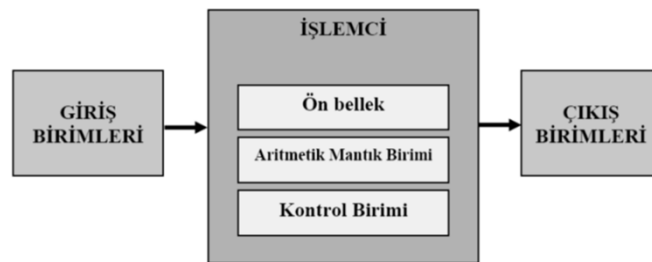 İŞLEMCİ
GİRİŞ
BİRİMLERİ
Ön bellek
Aritmetik Mantık Birimi
Kontrol Birimi
ÇIKIŞ
BİRİMLERİ